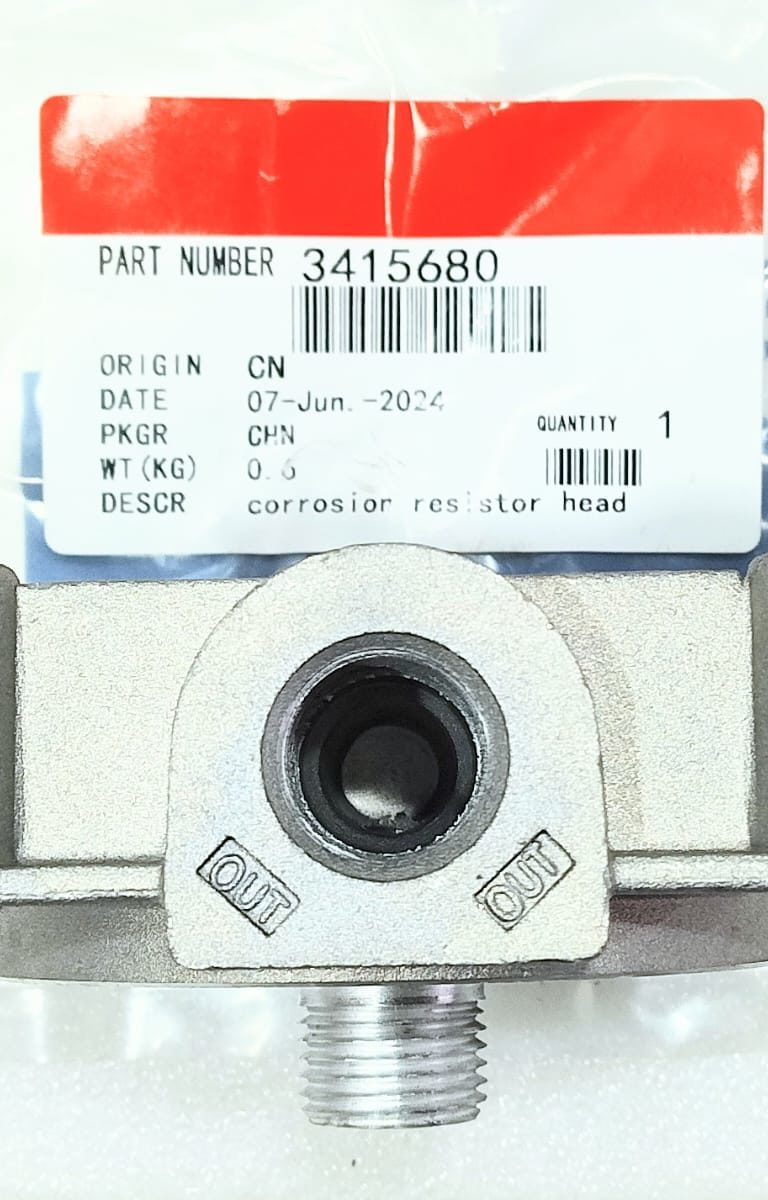 PART NUMBER 3415680
ORIGIN CN
DATE 07-Jun.-2024
PKGR CHN
QUANTITY 1
WT(KG) 0.6
DESCR corrosion resistor head
OUT
OUT